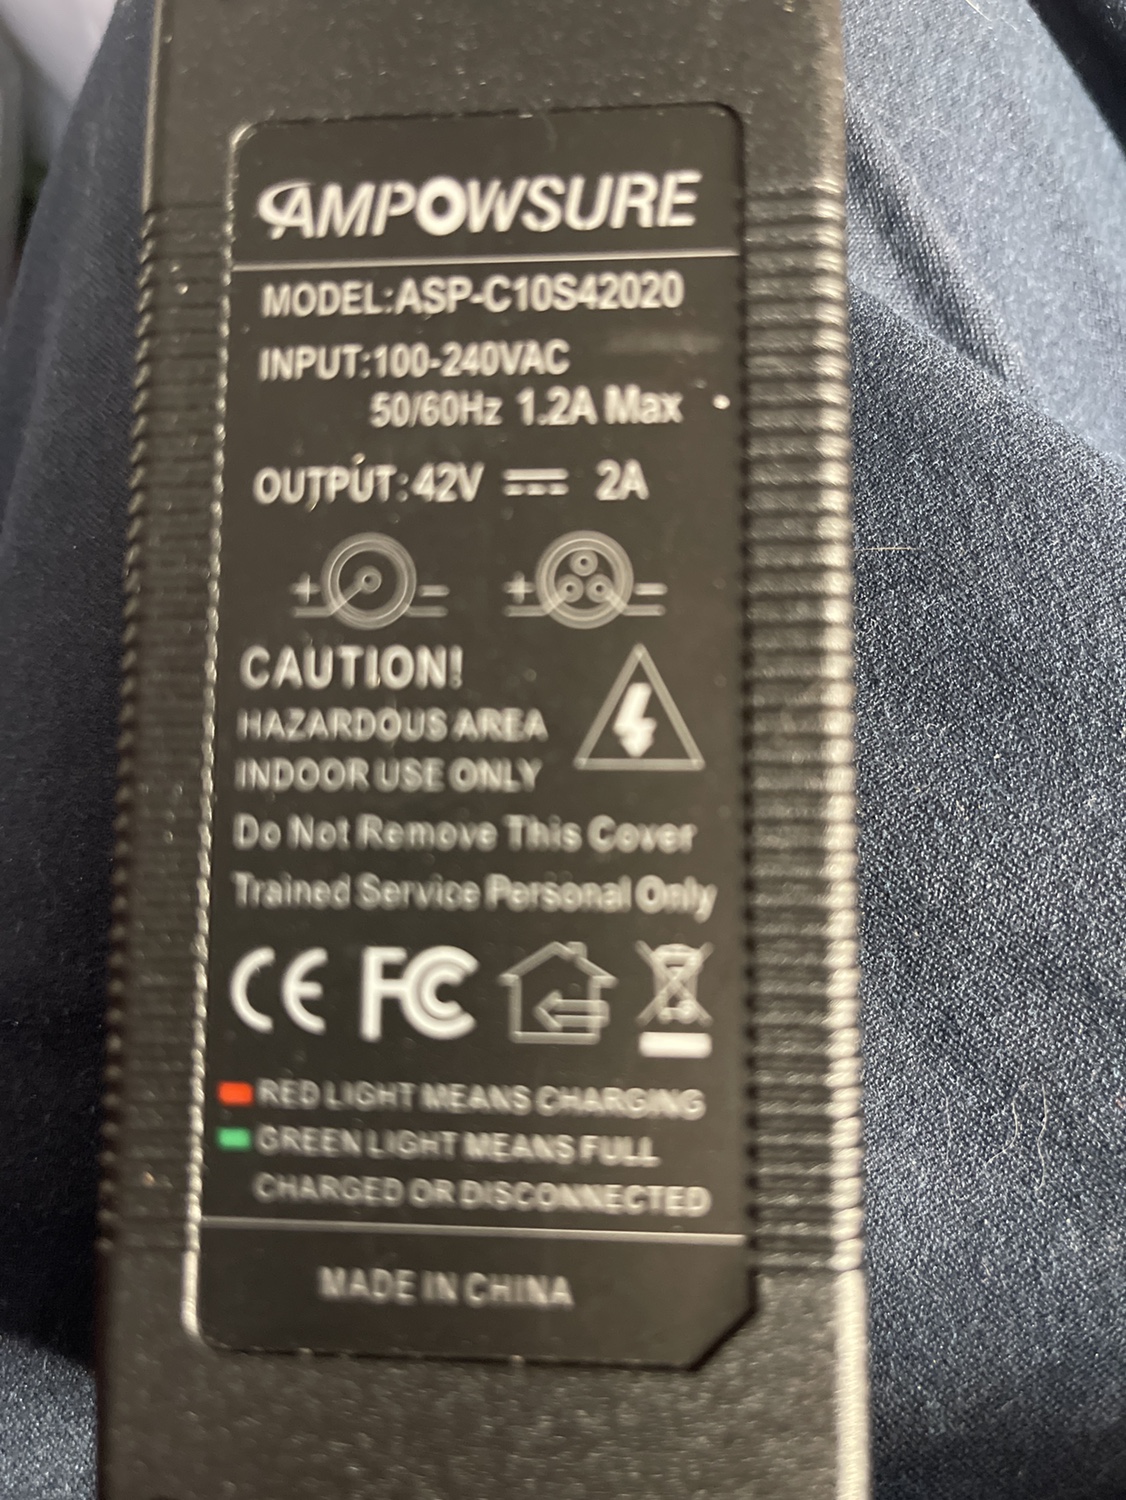 AMPOWSURE
MODEL:ASP-C10S42020
INPUT:100-240VAC
50/60Hz 1.2A Max
OUTPUT:42V ⎓ 2A
+ −
+ −
CAUTION!
HAZARDOUS AREA
INDOOR USE ONLY
Do Not Remove This Cover
Trained Service Personal Only
CE FC
RED LIGHT MEANS CHARGING
GREEN LIGHT MEANS FULL
CHARGED OR DISCONNECTED
MADE IN CHINA